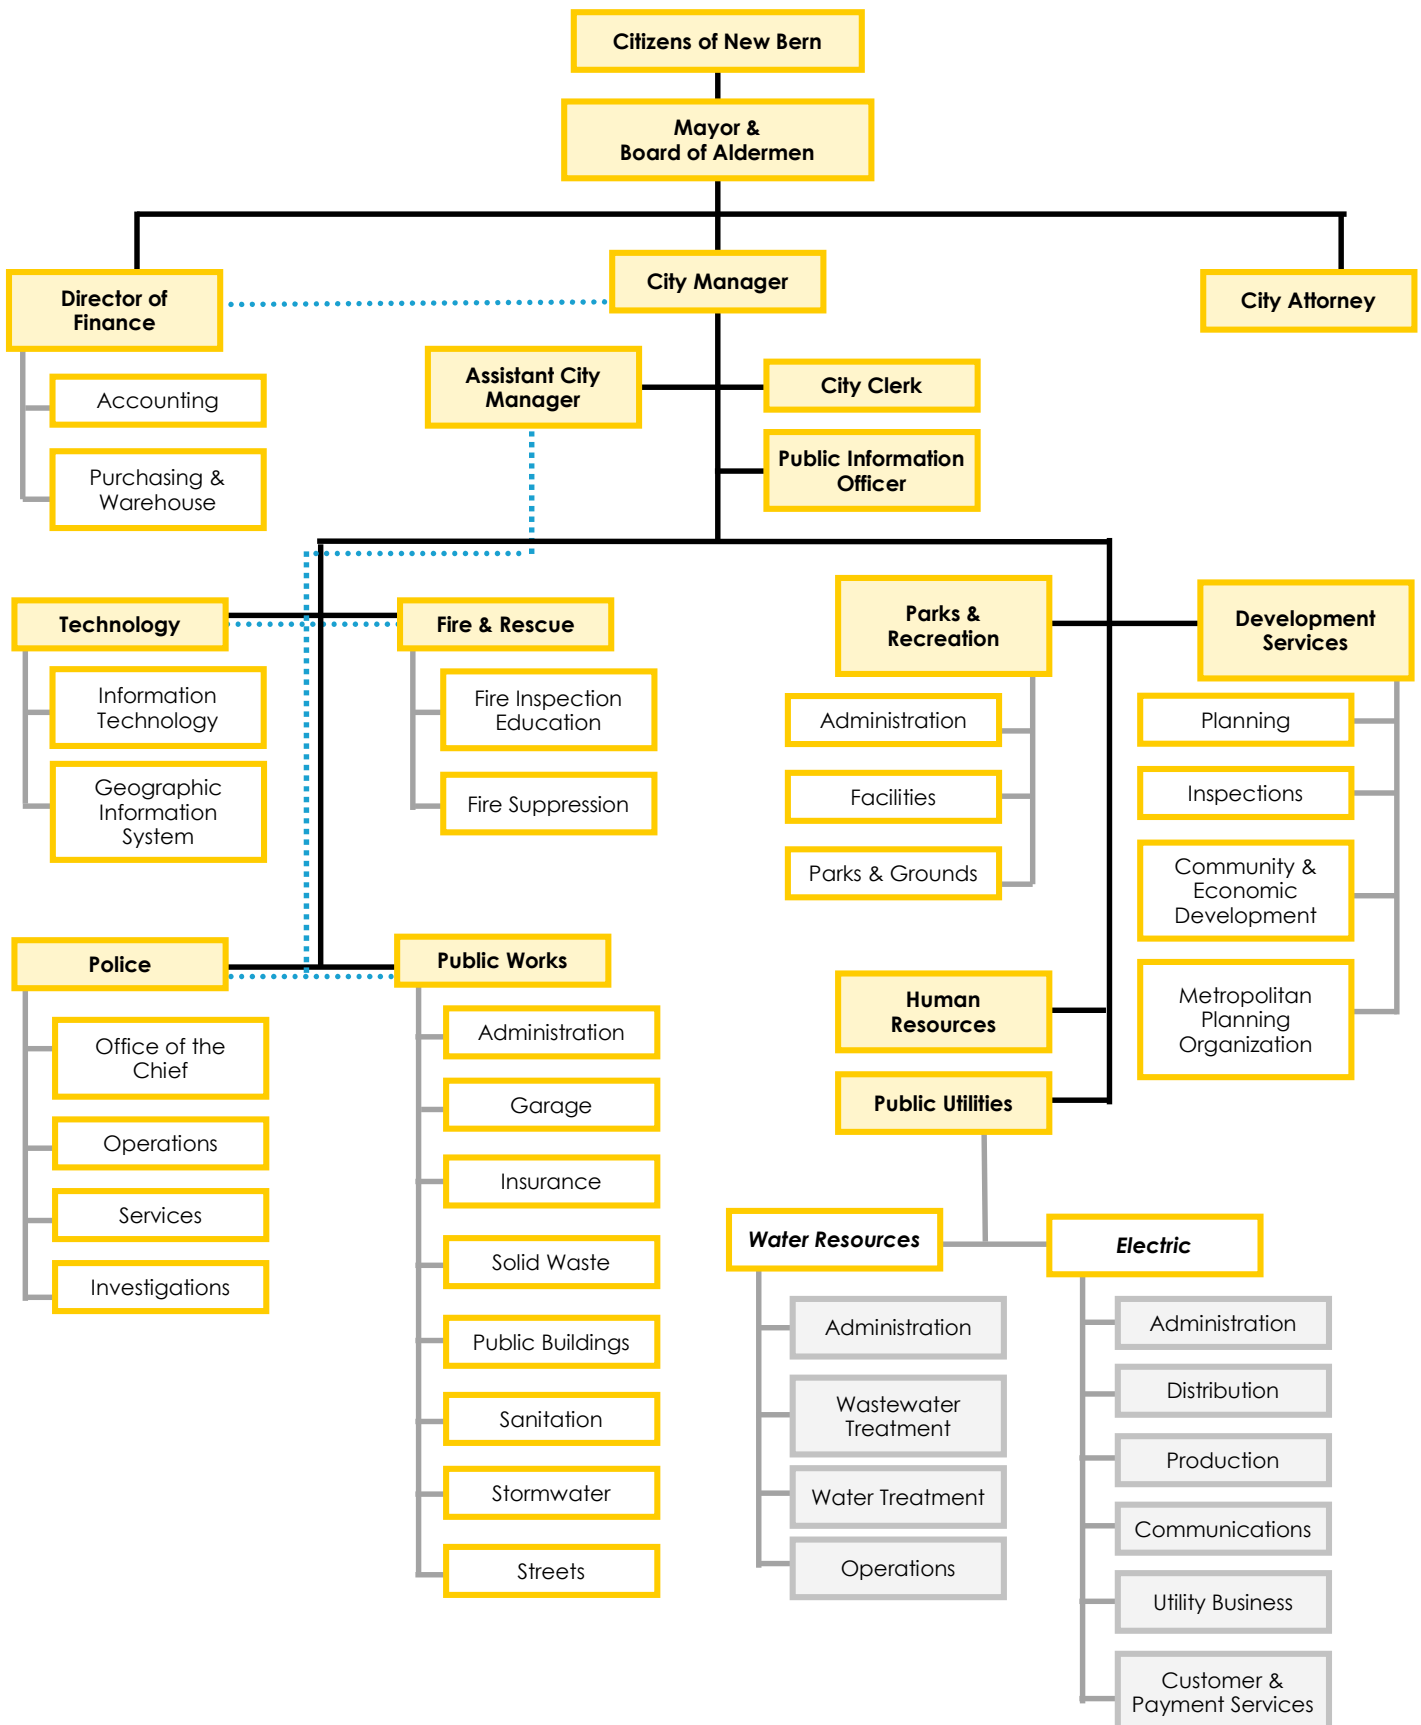 Citizens of New Bern
Mayor &
Board of Aldermen
City Manager
Director of
Finance
City Attorney
Accounting
Purchasing &
Warehouse
Assistant City
Manager
City Clerk
Public Information
Officer
Technology
Information
Technology
Geographic
Information
System
Fire & Rescue
Fire Inspection
Education
Fire Suppression
Parks &
Recreation
Administration
Facilities
Parks & Grounds
Development
Services
Planning
Inspections
Community &
Economic
Development
Metropolitan
Planning
Organization
Police
Office of the
Chief
Operations
Services
Investigations
Public Works
Administration
Garage
Insurance
Solid Waste
Public Buildings
Sanitation
Stormwater
Streets
Human
Resources
Public Utilities
Water Resources
Administration
Wastewater
Treatment
Water Treatment
Operations
Electric
Administration
Distribution
Production
Communications
Utility Business
Customer &
Payment Services